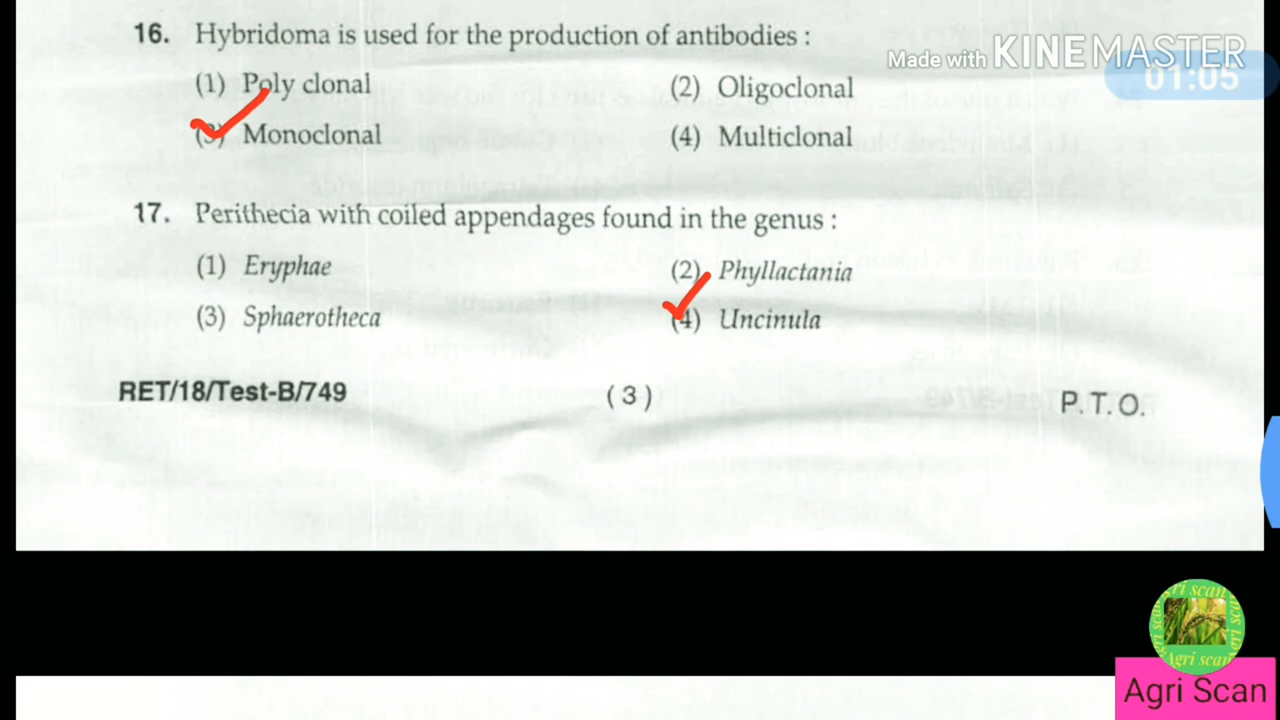 16. Hybridoma is used for the production of antibodies :
Made with KINEMASTER
01:05
(1) Poly clonal (2) Oligoclonal
(3) Monoclonal (4) Multiclonal
17. Perithecia with coiled appendages found in the genus :
(1) Eryphae (2) Phyllactania
(3) Sphaerotheca (4) Uncinula
RET/18/Test-B/749 ( 3 ) P.T.O.
Agri scan
Agri Scan